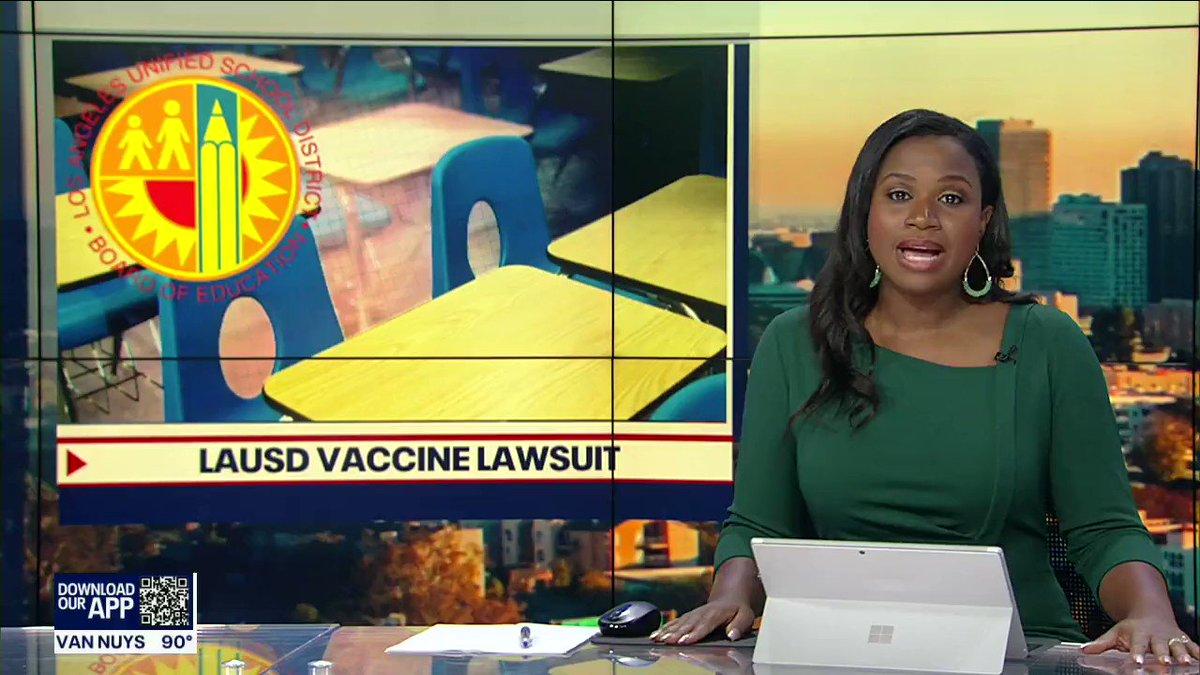 LOS ANGELES UNIFIED SCHOOL DISTRICT
• BOARD OF EDUCATION •
LAUSD VACCINE LAWSUIT
DOWNLOAD
OUR APP
VAN NUYS 90°